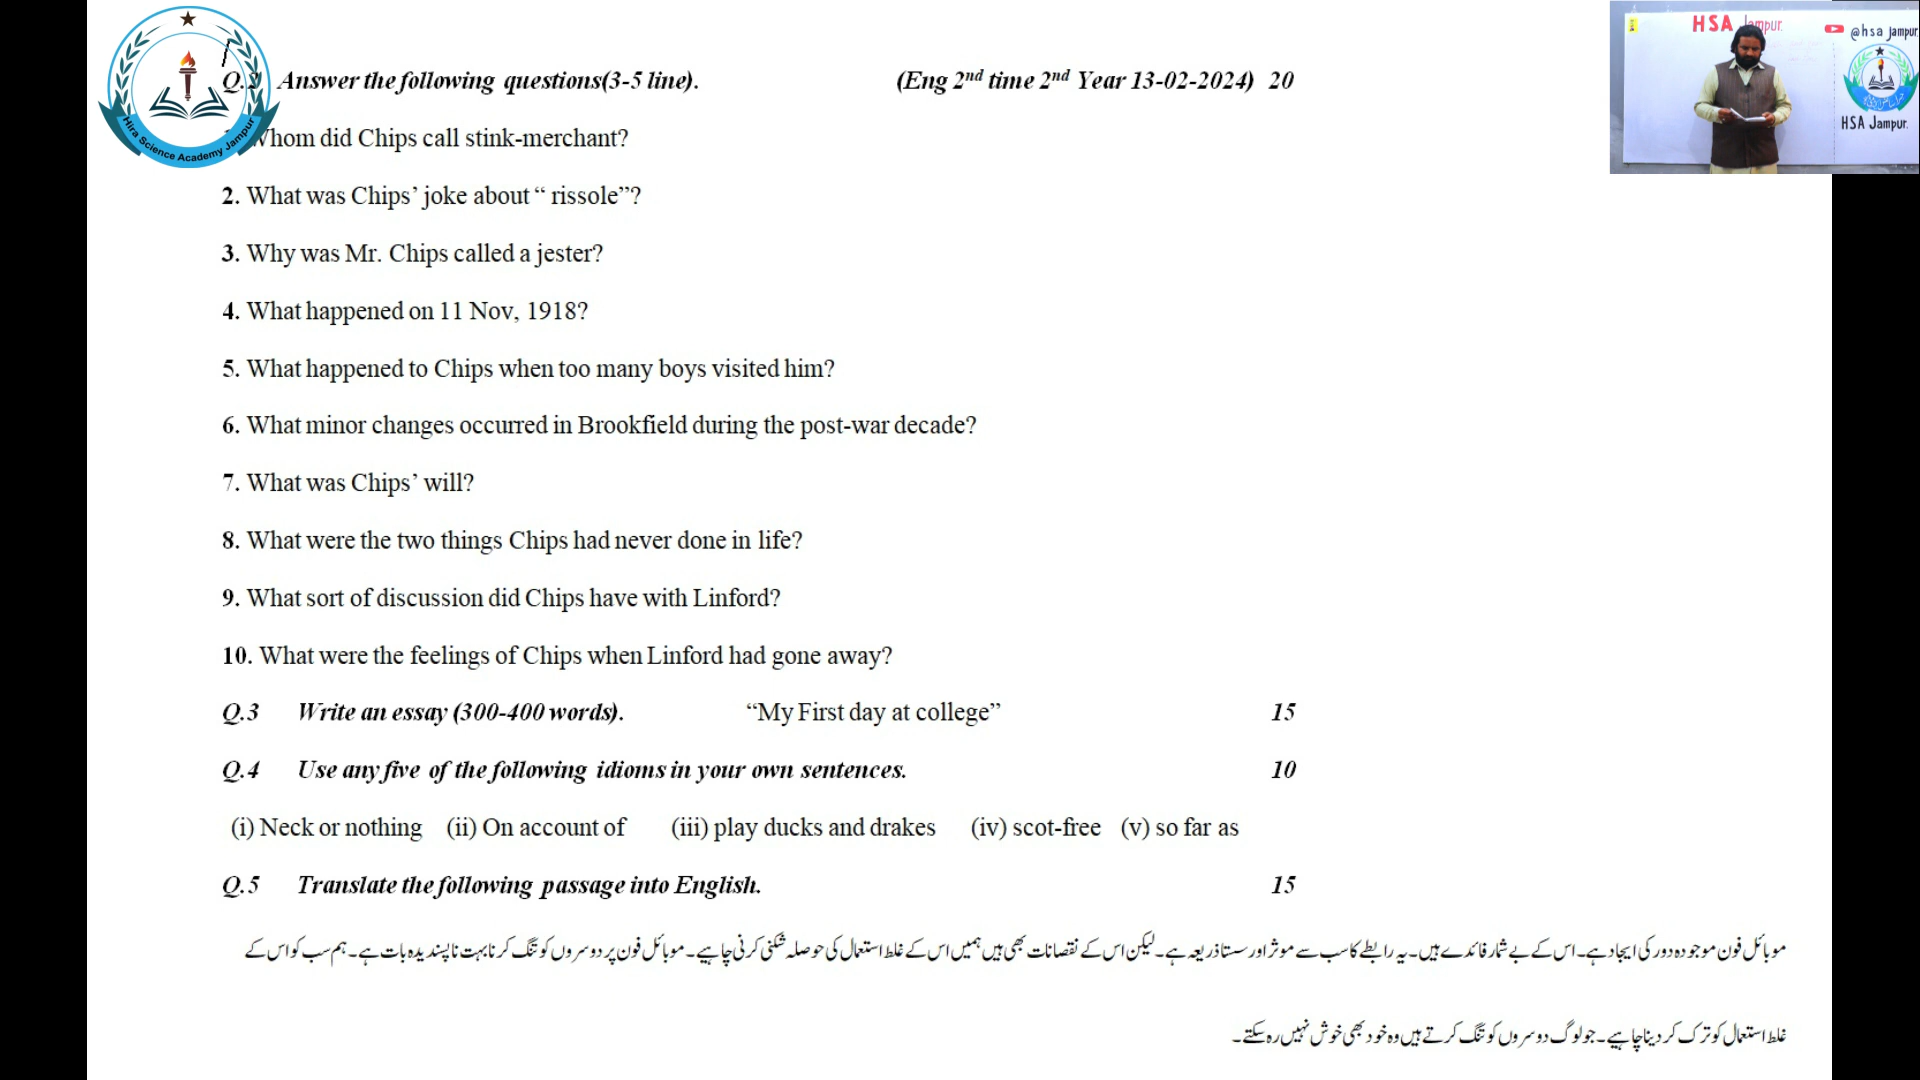 Q.2 Answer the following questions(3-5 line). (Eng 2nd time 2nd Year 13-02-2024) 20
Whom did Chips call stink-merchant?
2. What was Chips’ joke about “ rissole”?
3. Why was Mr. Chips called a jester?
4. What happened on 11 Nov, 1918?
5. What happened to Chips when too many boys visited him?
6. What minor changes occurred in Brookfield during the post-war decade?
7. What was Chips’ will?
8. What were the two things Chips had never done in life?
9. What sort of discussion did Chips have with Linford?
10. What were the feelings of Chips when Linford had gone away?
Q.3 Write an essay (300-400 words). “My First day at college” 15
Q.4 Use any five of the following idioms in your own sentences. 10
(i) Neck or nothing (ii) On account of (iii) play ducks and drakes (iv) scot-free (v) so far as
Q.5 Translate the following passage into English. 15
موبائل فون موجودہ دور کی ایجاد ہے۔ اس کے بے شمار فائدے ہیں۔ یہ رابطے کا سب سے موثر اور سستا ذریعہ ہے۔ لیکن اس کے نقصانات بھی ہیں ہمیں اس کے غلط استعمال کی حوصلہ شکنی کرنی چاہیے۔ موبائل فون پر دوسروں کو تنگ کرنا بہت ناپسندیدہ بات ہے۔ ہم سب کو اس کے
غلط استعمال کو ترک کر دینا چاہیے۔ جو لوگ دوسروں کو تنگ کرتے ہیں وہ خود بھی خوش نہیں رہ سکتے۔
Hira Science Academy Jampur
HSA Jampur.
@hsa jampur
HSA Jampur.